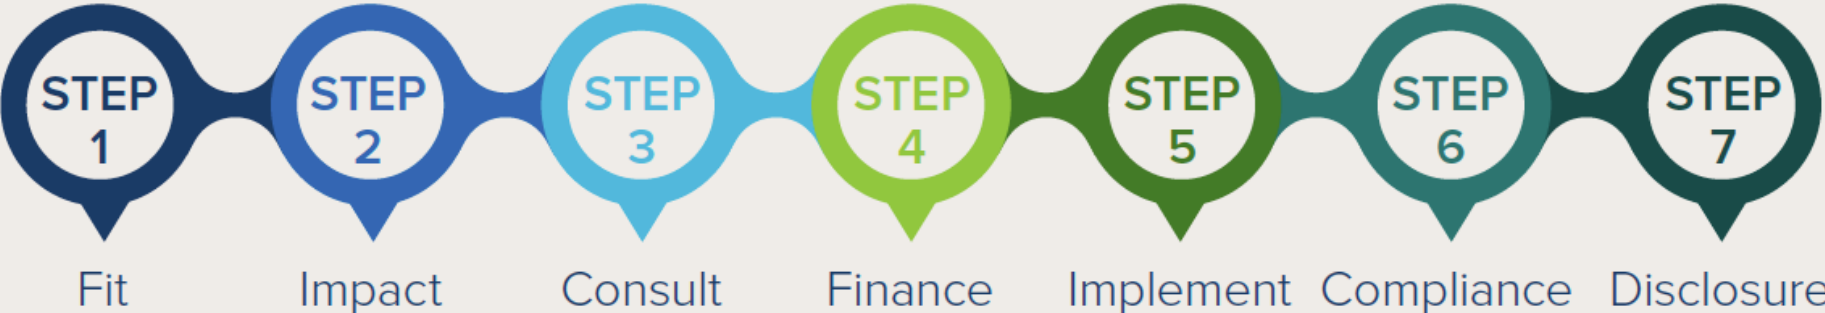 STEP 1
STEP 2
STEP 3
STEP 4
STEP 5
STEP 6
STEP 7
Fit
Impact
Consult
Finance
Implement
Compliance
Disclosure